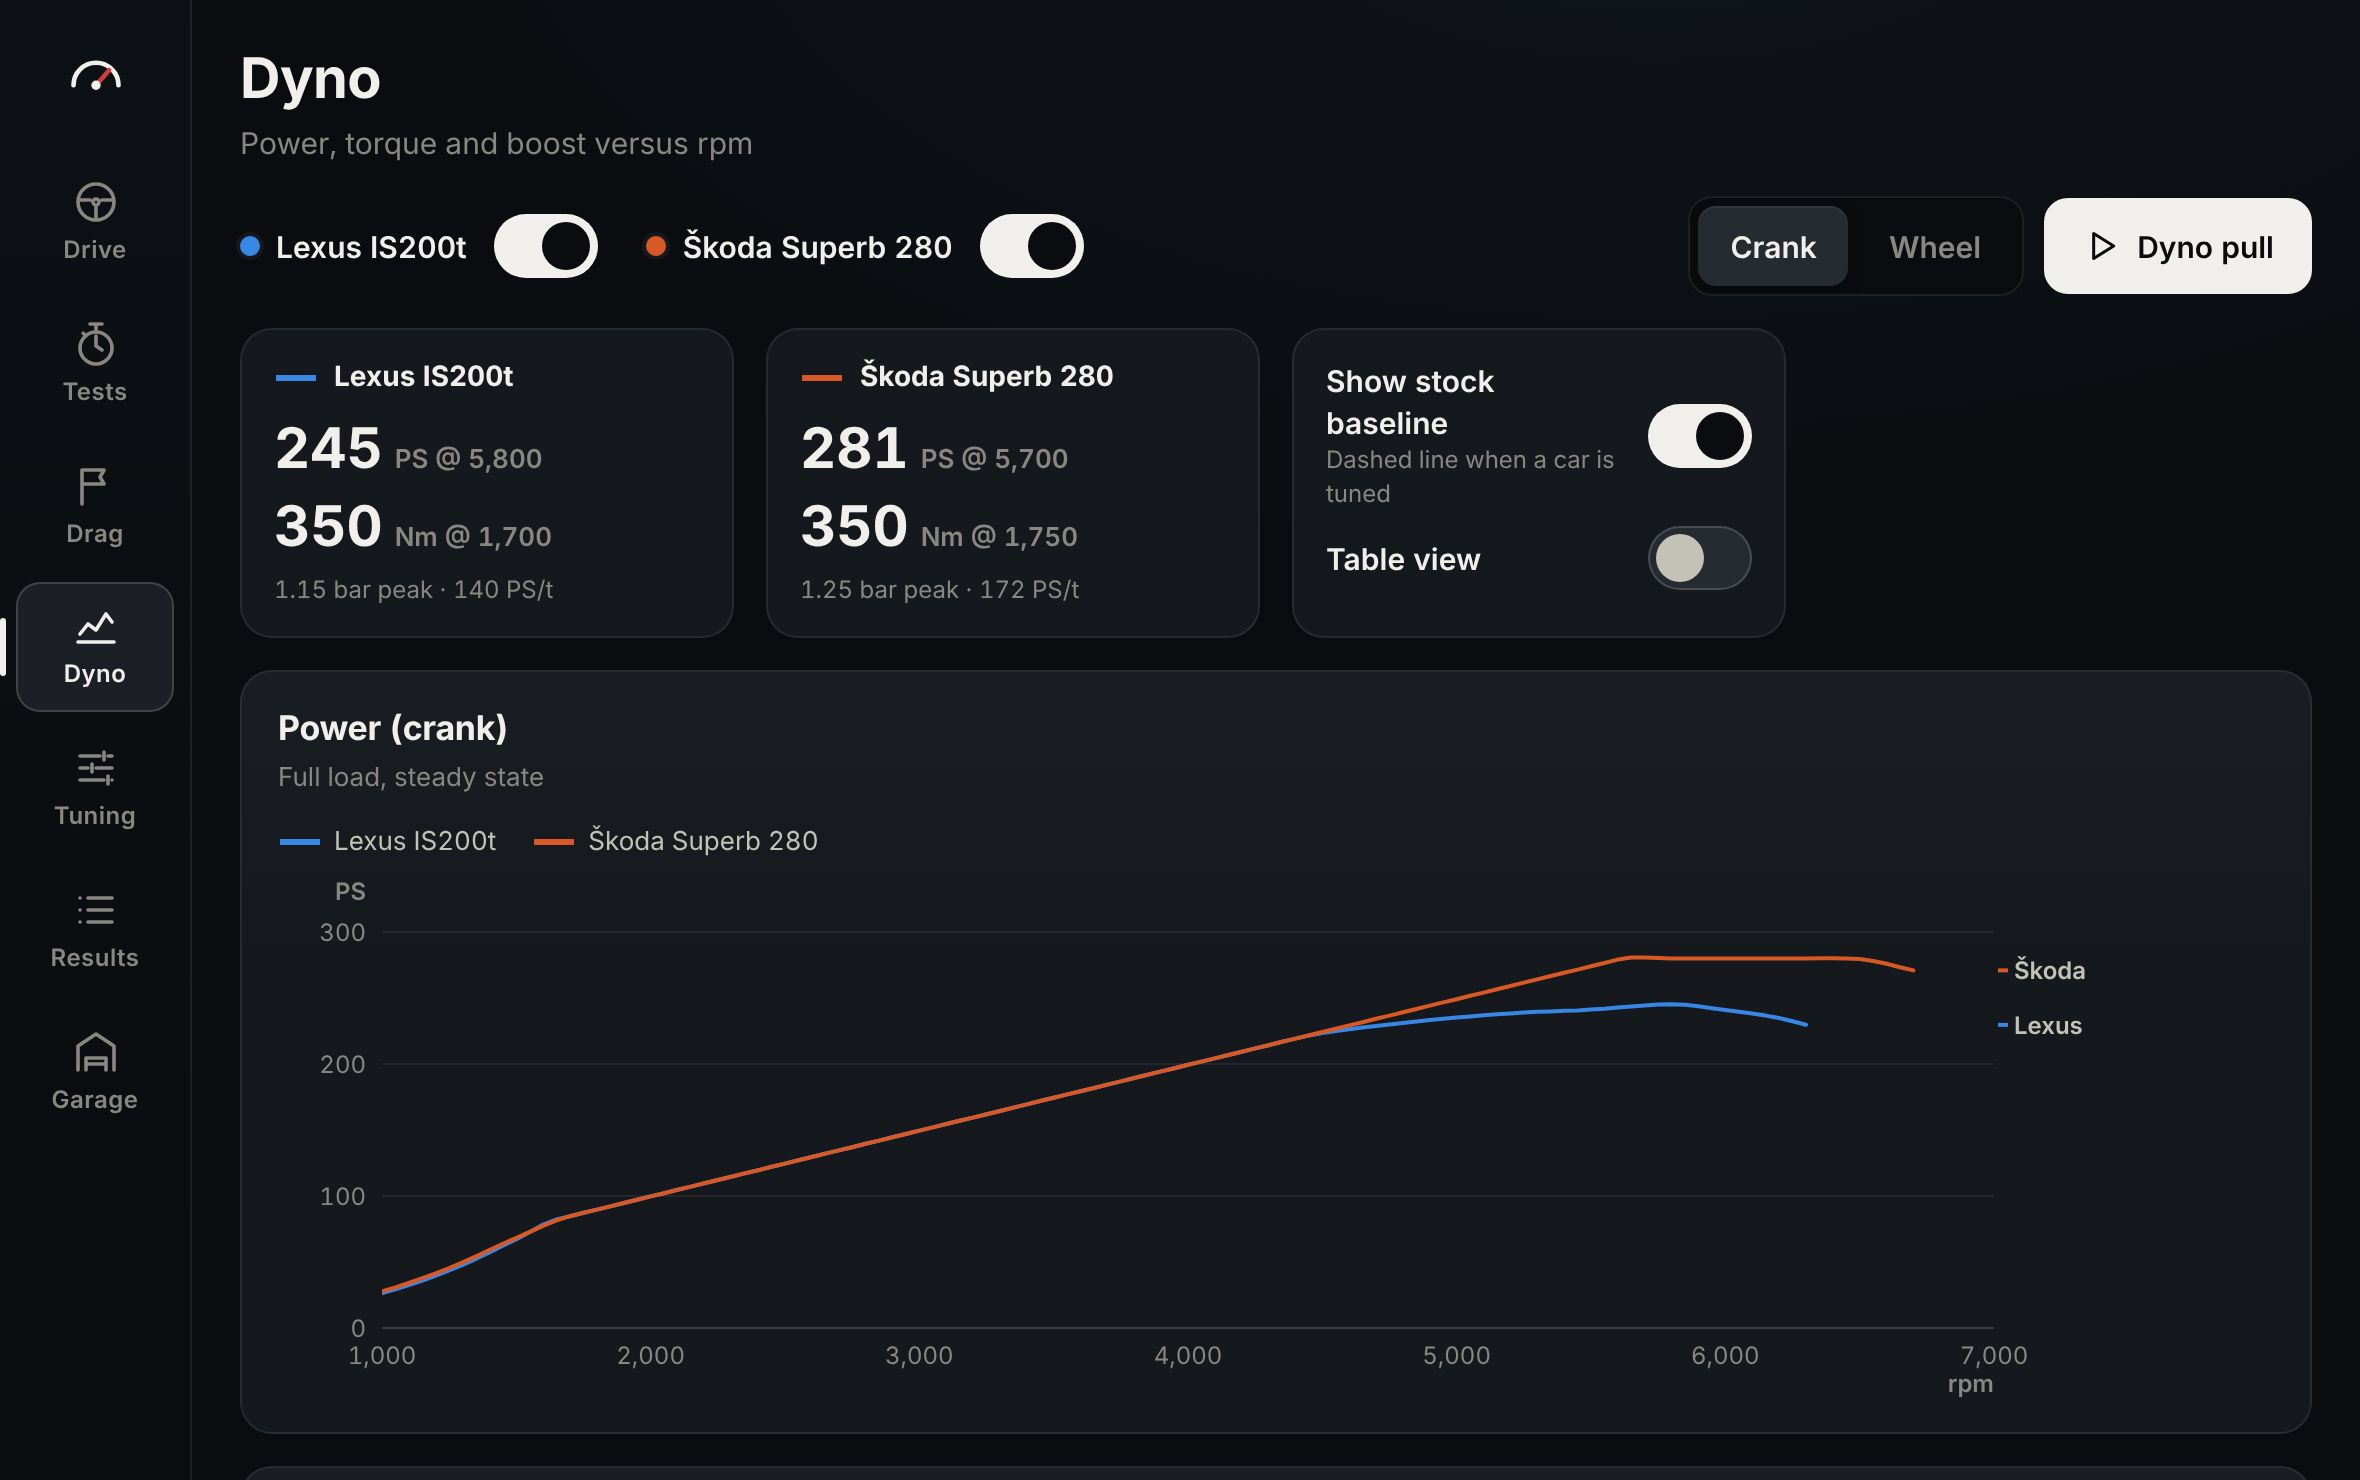 Dyno
Power, torque and boost versus rpm
Drive
Tests
Drag
Dyno
Tuning
Results
Garage
Lexus IS200t
Škoda Superb 280
Crank
Wheel
Dyno pull
Lexus IS200t
245 PS @ 5,800
350 Nm @ 1,700
1.15 bar peak · 140 PS/t
Škoda Superb 280
281 PS @ 5,700
350 Nm @ 1,750
1.25 bar peak · 172 PS/t
Show stock
baseline
Dashed line when a car is
tuned
Table view
Power (crank)
Full load, steady state
Lexus IS200t
Škoda Superb 280
PS
300
200
100
0
1,000 2,000 3,000 4,000 5,000 6,000 7,000
rpm
Škoda
Lexus